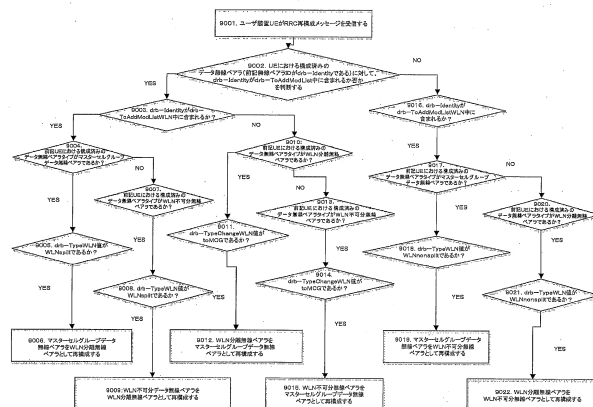 9001. ユーザ装置UEがRRC再構成メッセージを受信する
9002. UEにおける構成済みの
データ無線ベアラ(前記無線ベアラIDがdrb-Identityである)に対して、
drb-Identityがdrb-ToAddModList中に含まれるか否か
を判断する
YES
NO
9003. drb-Identityがdrb-
ToAddModListWLN中に含まれるか?
9016. drb-Identityが
drb-ToAddModListWLN中に
含まれるか?
YES
NO
YES
9004.
前記UEにおける構成済みの
データ無線ベアラタイプがマスターセルグループ
データ無線ベアラであるか?
9010.
前記UEにおける構成済みの
データ無線ベアラタイプがWLN分離無線
ベアラであるか?
9017.
前記UEにおける構成済みの
データ無線ベアラタイプがマスターセルグループ
データ無線ベアラであるか?
NO
NO
NO
9007.
前記UEにおける構成済みの
データ無線ベアラタイプがWLN不可分無線
ベアラであるか?
9013.
前記UEにおける構成済みの
データ無線ベアラタイプがWLN不可分無線
ベアラであるか?
9020.
前記UEにおける構成済みの
データ無線ベアラタイプがWLN分離無線
ベアラであるか?
YES
YES
YES
YES
YES
YES
9005. drb-TypeWLN値が
WLNsplitであるか?
9011.
drb-TypeChangeWLN値が
toMCGであるか?
9018. drb-TypeWLN値が
WLNnonsplitであるか?
9008. drb-TypeWLN値が
WLNsplitであるか?
9014.
drb-TypeChangeWLN値が
toMCGであるか?
9021. drb-TypeWLN値が
WLNnonsplitであるか?
YES
YES
YES
YES
YES
YES
9006. マスターセルグループデータ
無線ベアラをWLN分離無線
ベアラとして再構成する
9012. WLN分離無線ベアラを
マスターセルグループデータ無線
ベアラとして再構成する
9019. マスターセルグループデータ
無線ベアラをWLN不可分無線
ベアラとして再構成する
9009. WLN不可分データ無線ベアラを
WLN分離無線ベアラとして再構成する
9015. WLN不可分無線ベアラを
マスターセルグループデータ無線
ベアラとして再構成する
9022. WLN分離無線ベアラを
WLN不可分無線ベアラとして再構成する